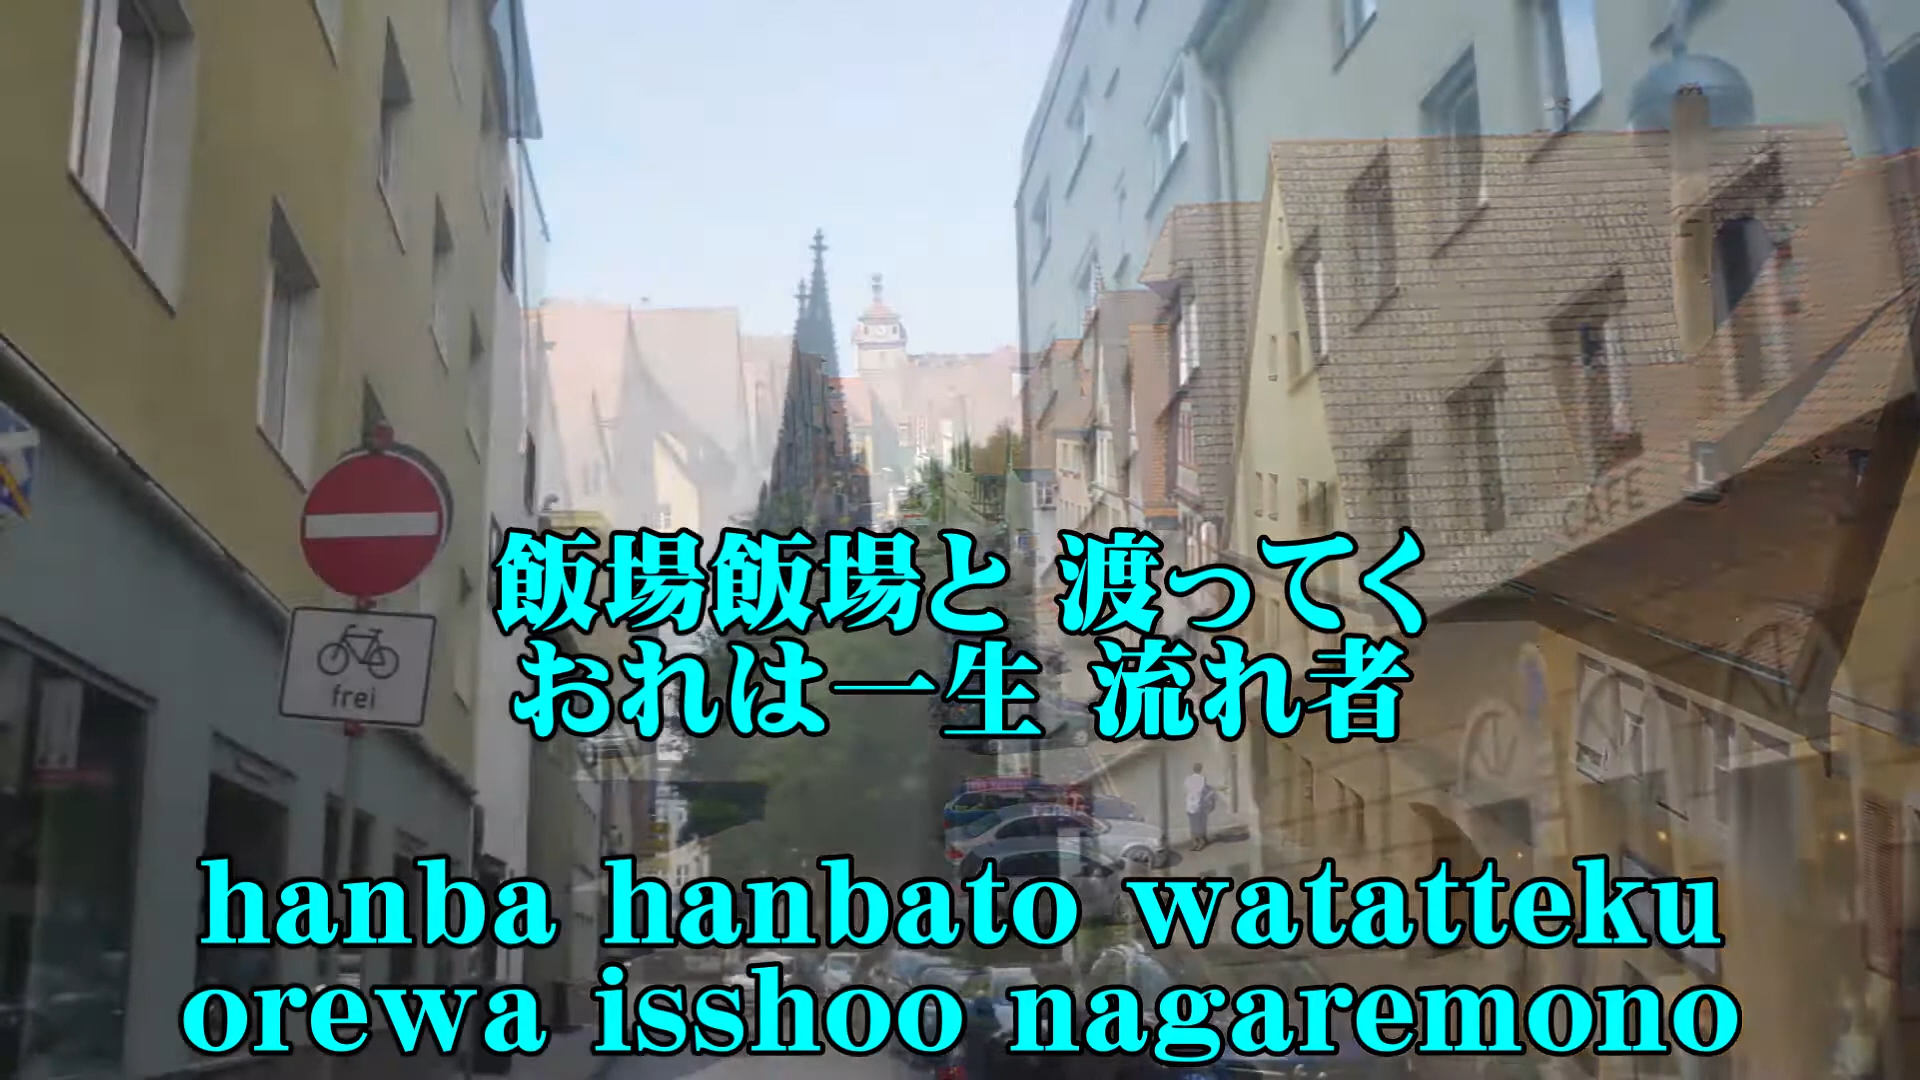 CAFE
frei
飯場飯場と 渡ってく
おれは一生 流れ者
hanba hanbato watatteku
orewa isshoo nagaremono